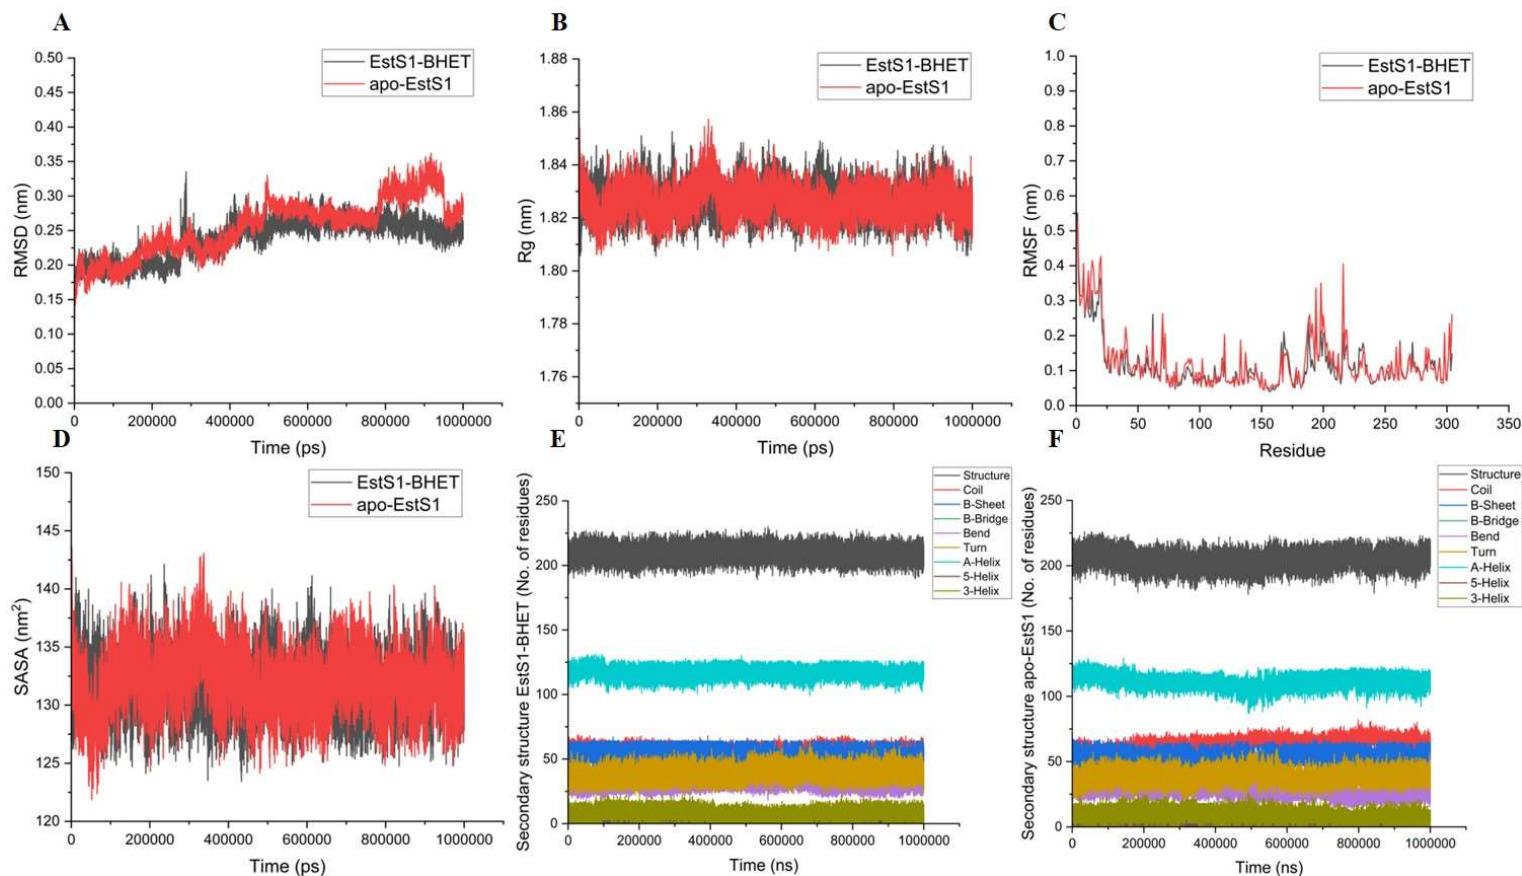 A
EstS1-BHET
apo-EstS1
0.50
0.45
0.40
0.35
0.30
0.25
0.20
0.15
0.10
0.05
0.00
RMSD (nm)
0
200000
400000
600000
800000
1000000
Time (ps)
B
EstS1-BHET
apo-EstS1
1.88
1.86
1.84
1.82
1.80
1.78
1.76
Rg (nm)
0
200000
400000
600000
800000
1000000
Time (ps)
C
EstS1-BHET
apo-EstS1
1.0
0.9
0.8
0.7
0.6
0.5
0.4
0.3
0.2
0.1
0.0
RMSF (nm)
0
50
100
150
200
250
300
350
Residue
D
EstS1-BHET
apo-EstS1
150
145
140
135
130
125
120
SASA (nm²)
0
200000
400000
600000
800000
1000000
Time (ps)
E
Structure
Coil
B-Sheet
B-Bridge
Bend
Turn
A-Helix
5-Helix
3-Helix
250
200
150
100
50
0
Secondary structure EstS1-BHET (No. of residues)
0
200000
400000
600000
800000
1000000
Time (ns)
F
Structure
Coil
B-Sheet
B-Bridge
Bend
Turn
A-Helix
5-Helix
3-Helix
250
200
150
100
50
0
Secondary structure apo-EstS1 (No. of residues)
0
200000
400000
600000
800000
1000000
Time (ns)